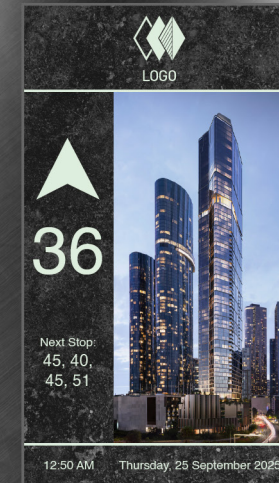 LOGO
36
Next Stop:
45, 40,
45, 51
12:50 AM
Thursday, 25 September 2025